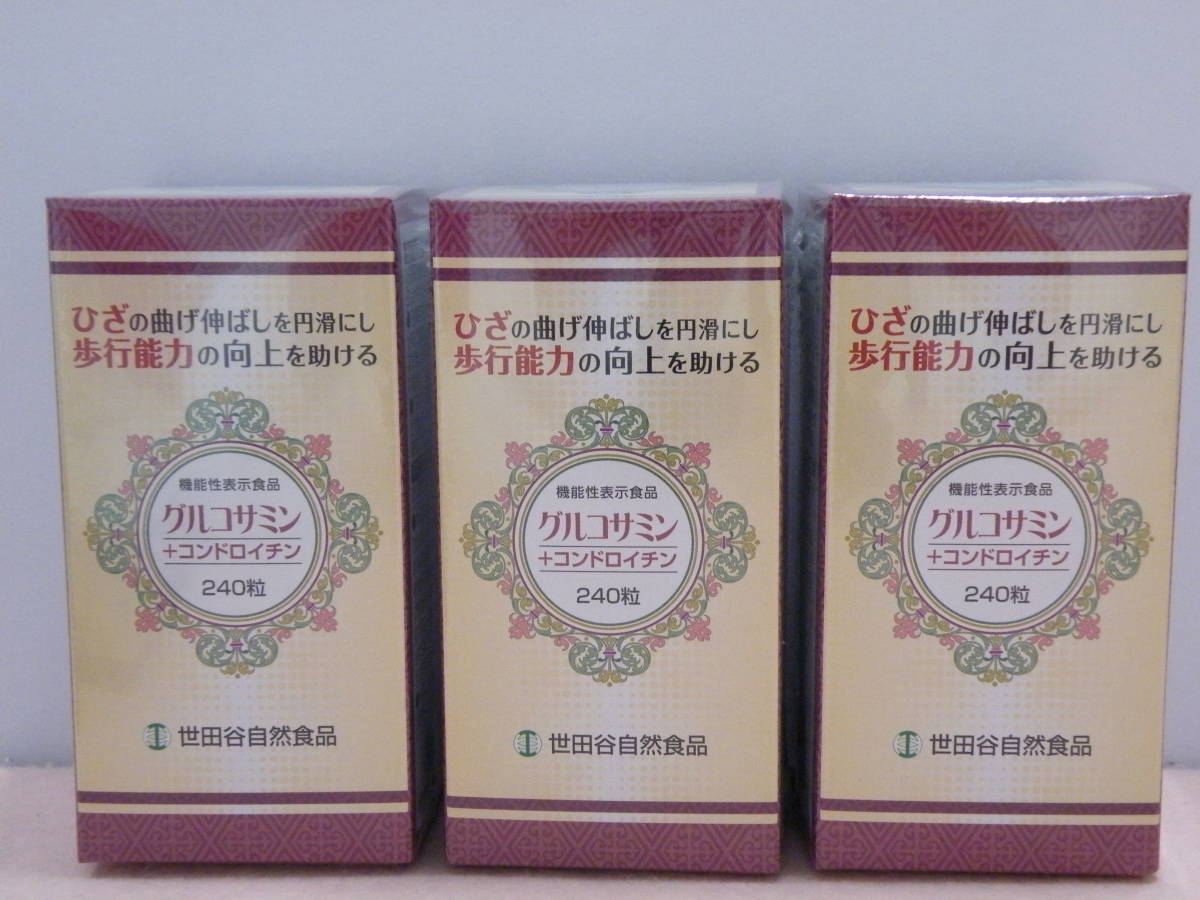 ひざの曲げ伸ばしを円滑にし
歩行能力の向上を助ける
機能性表示食品
グルコサミン
+コンドロイチン
240粒
世田谷自然食品
ひざの曲げ伸ばしを円滑にし
歩行能力の向上を助ける
機能性表示食品
グルコサミン
+コンドロイチン
240粒
世田谷自然食品
ひざの曲げ伸ばしを円滑にし
歩行能力の向上を助ける
機能性表示食品
グルコサミン
+コンドロイチン
240粒
世田谷自然食品